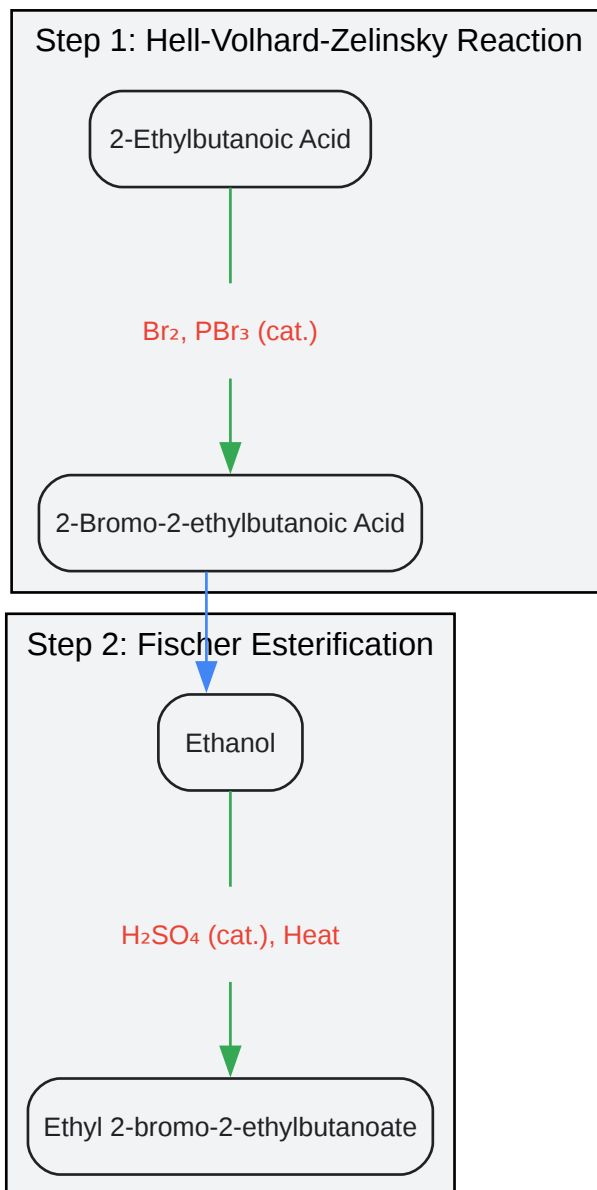 Step 1: Hell-Volhard-Zelinsky Reaction
2-Ethylbutanoic Acid
Br₂, PBr₃ (cat.)
2-Bromo-2-ethylbutanoic Acid
Step 2: Fischer Esterification
Ethanol
H₂SO₄ (cat.), Heat
Ethyl 2-bromo-2-ethylbutanoate